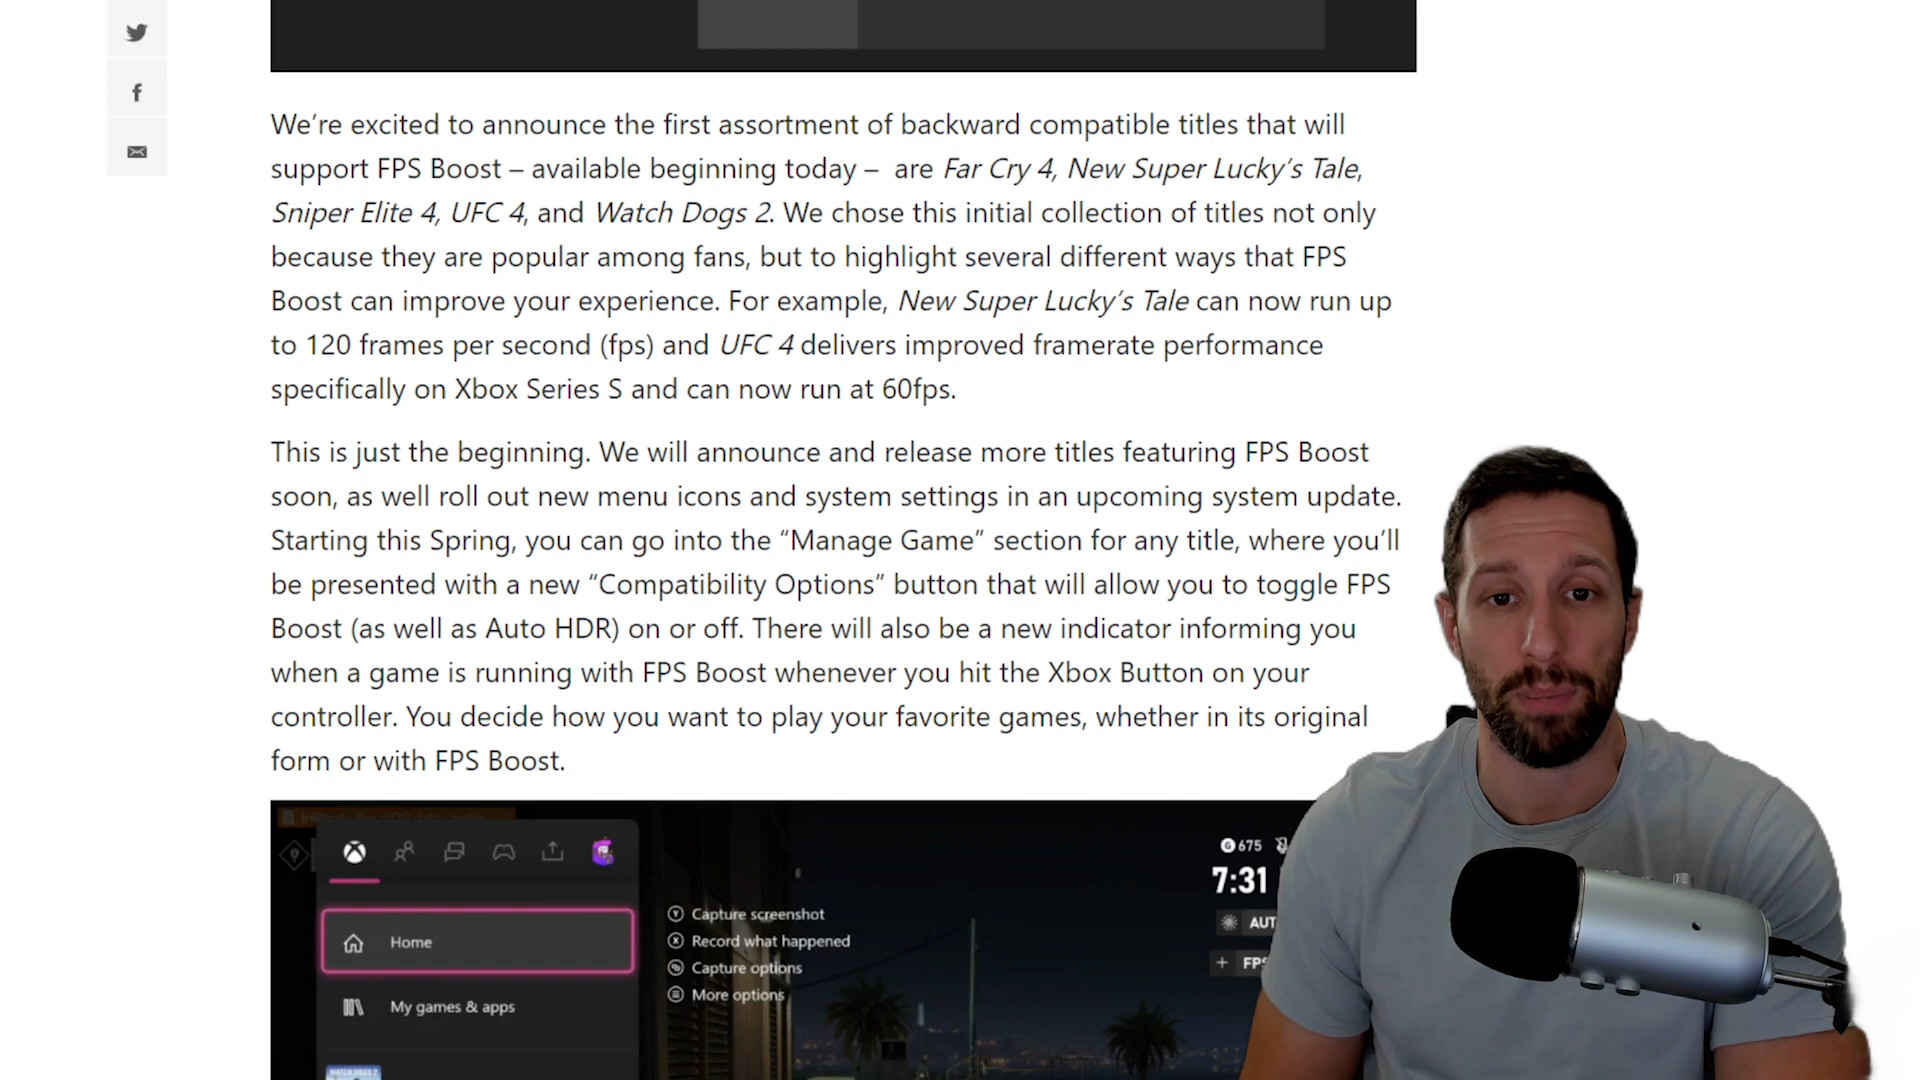 We’re excited to announce the first assortment of backward compatible titles that will
support FPS Boost – available beginning today –  are Far Cry 4, New Super Lucky’s Tale,
Sniper Elite 4, UFC 4, and Watch Dogs 2. We chose this initial collection of titles not only
because they are popular among fans, but to highlight several different ways that FPS
Boost can improve your experience. For example, New Super Lucky’s Tale can now run up
to 120 frames per second (fps) and UFC 4 delivers improved framerate performance
specifically on Xbox Series S and can now run at 60fps.
This is just the beginning. We will announce and release more titles featuring FPS Boost
soon, as well roll out new menu icons and system settings in an upcoming system update.
Starting this Spring, you can go into the “Manage Game” section for any title, where you’ll
be presented with a new “Compatibility Options” button that will allow you to toggle FPS
Boost (as well as Auto HDR) on or off. There will also be a new indicator informing you
when a game is running with FPS Boost whenever you hit the Xbox Button on your
controller. You decide how you want to play your favorite games, whether in its original
form or with FPS Boost.
G 675
7:31
AUT
FPS
Home
My games & apps
Y Capture screenshot
X Record what happened
Capture options
More options
WATCH DOGS 2